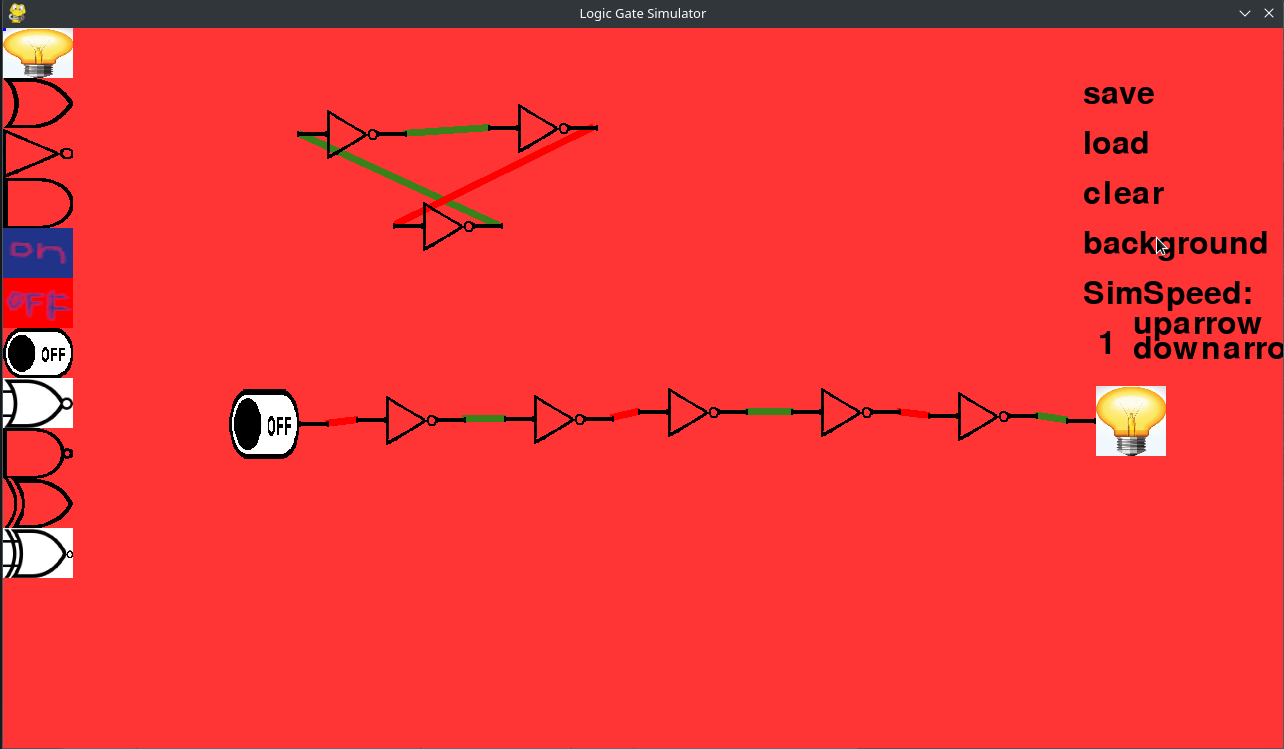 Logic Gate Simulator
save
load
clear
background
SimSpeed:
uparrow
1
downarro
on
OFF
OFF
OFF